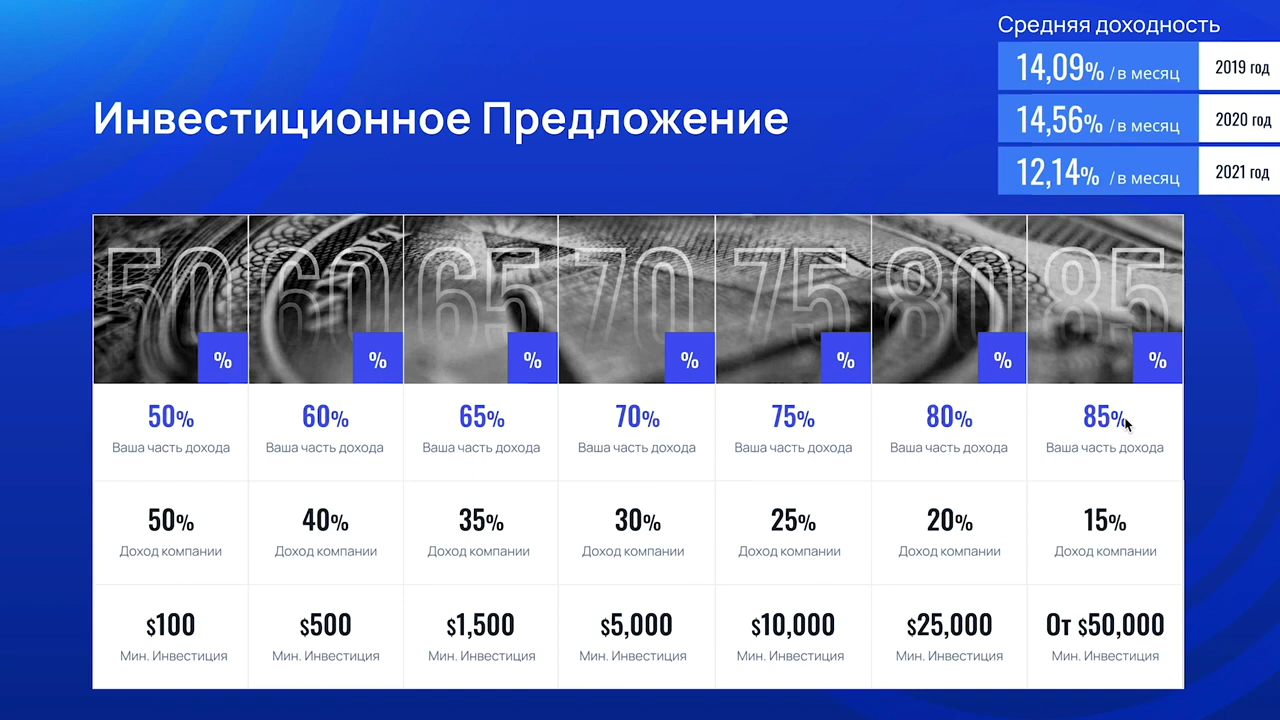 Средняя доходность
14,09% / в месяц 2019 год
14,56% / в месяц 2020 год
12,14% / в месяц 2021 год
Инвестиционное Предложение
50 60 65 70 75 80 85
% % % % % % %
50% 60% 65% 70% 75% 80% 85%
Ваша часть дохода Ваша часть дохода Ваша часть дохода Ваша часть дохода Ваша часть дохода Ваша часть дохода Ваша часть дохода
50% 40% 35% 30% 25% 20% 15%
Доход компании Доход компании Доход компании Доход компании Доход компании Доход компании Доход компании
$100 $500 $1,500 $5,000 $10,000 $25,000 От $50,000
Мин. Инвестиция Мин. Инвестиция Мин. Инвестиция Мин. Инвестиция Мин. Инвестиция Мин. Инвестиция Мин. Инвестиция